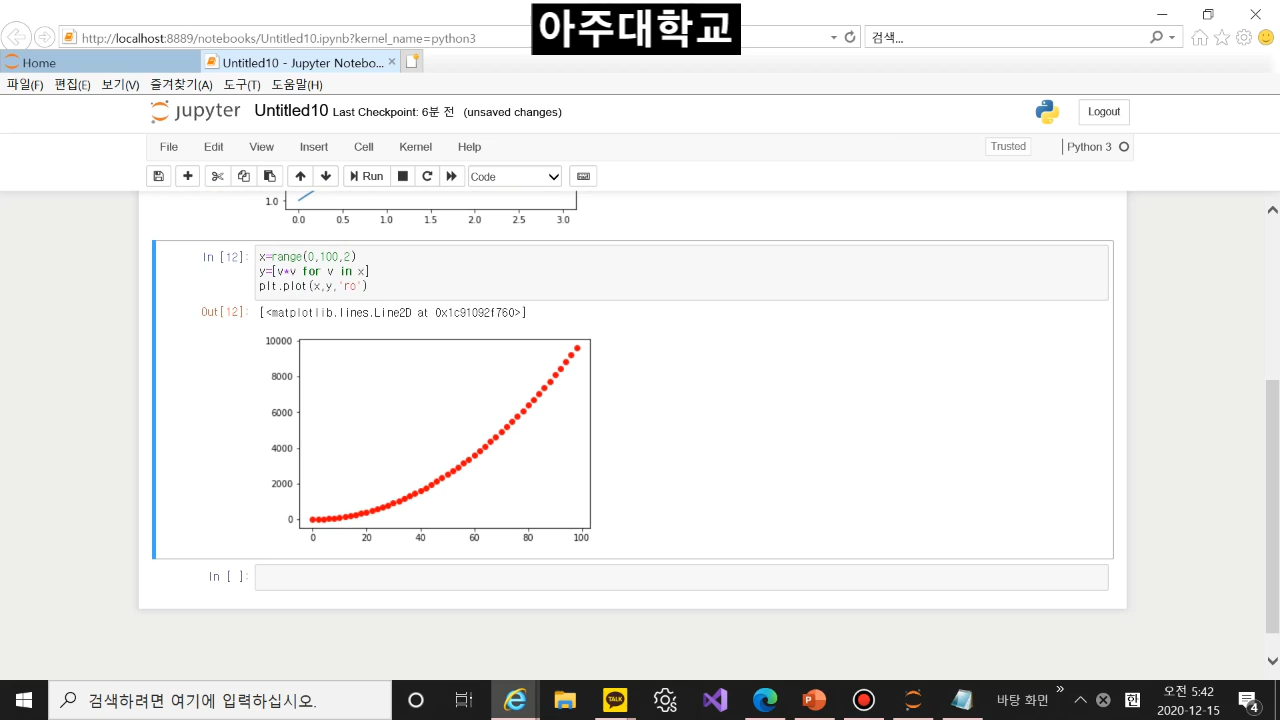 아주대학교
http://localhost:8889/notebooks/Untitled10.ipynb?kernel_name=python3
검색...
Home
Untitled10 - Jupyter Notebo...
파일(F) 편집(E) 보기(V) 즐겨찾기(A) 도구(T) 도움말(H)
jupyter Untitled10 Last Checkpoint: 6분 전 (unsaved changes)
Logout
File Edit View Insert Cell Kernel Help
Trusted
Python 3
Run
Code
1.0
0.0 0.5 1.0 1.5 2.0 2.5 3.0
In [12]: x=range(0,100,2)
y=[v*v for v in x]
plt.plot(x,y,'ro')
Out[12]: [<matplotlib.lines.Line2D at 0x1c91092f760>]
10000
8000
6000
4000
2000
0
0 20 40 60 80 100
In [ ]:
검색하려면 여기에 입력하십시오.
TALK
바탕 화면
한
오전 5:42
2020-12-15
4